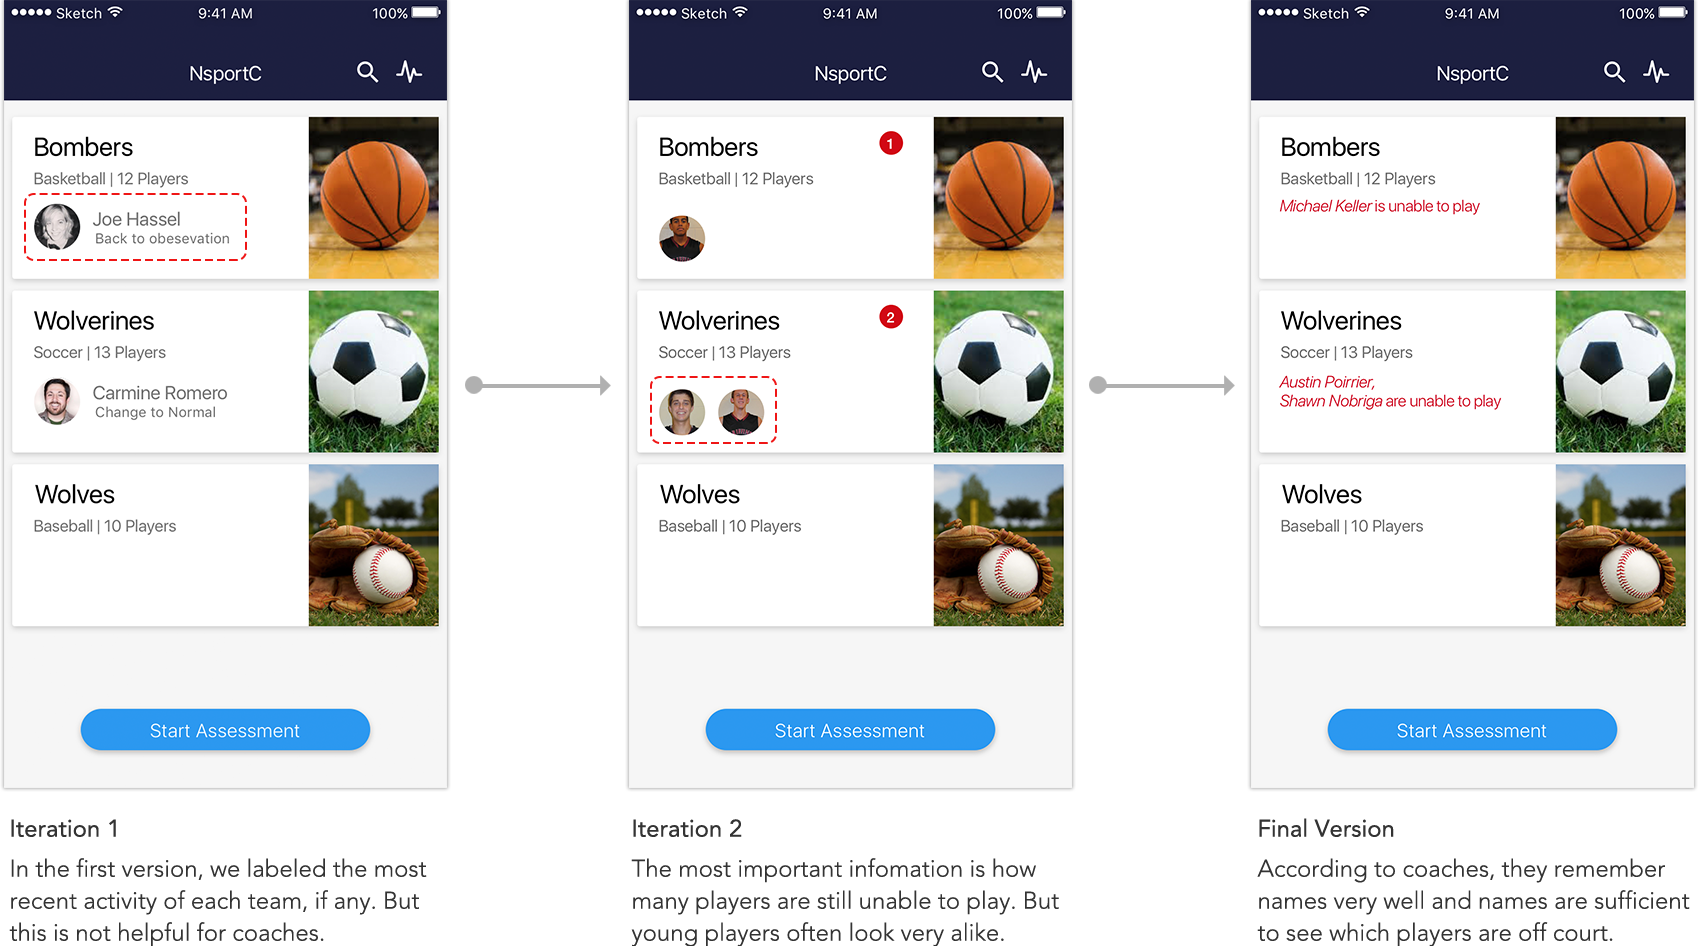 Sketch 9:41 AM 100%
NsportC
Bombers
Basketball | 12 Players
Joe Hassel
Back to obesevation
Wolverines
Soccer | 13 Players
Carmine Romero
Change to Normal
Wolves
Baseball | 10 Players
Start Assessment
Iteration 1
In the first version, we labeled the most
recent activity of each team, if any. But
this is not helpful for coaches.
Sketch 9:41 AM 100%
NsportC
Bombers
1
Basketball | 12 Players
Wolverines
2
Soccer | 13 Players
Wolves
Baseball | 10 Players
Start Assessment
Iteration 2
The most important infomation is how
many players are still unable to play. But
young players often look very alike.
Sketch 9:41 AM 100%
NsportC
Bombers
Basketball | 12 Players
Michael Keller is unable to play
Wolverines
Soccer | 13 Players
Austin Poirrier,
Shawn Nobriga are unable to play
Wolves
Baseball | 10 Players
Start Assessment
Final Version
According to coaches, they remember
names very well and names are sufficient
to see which players are off court.